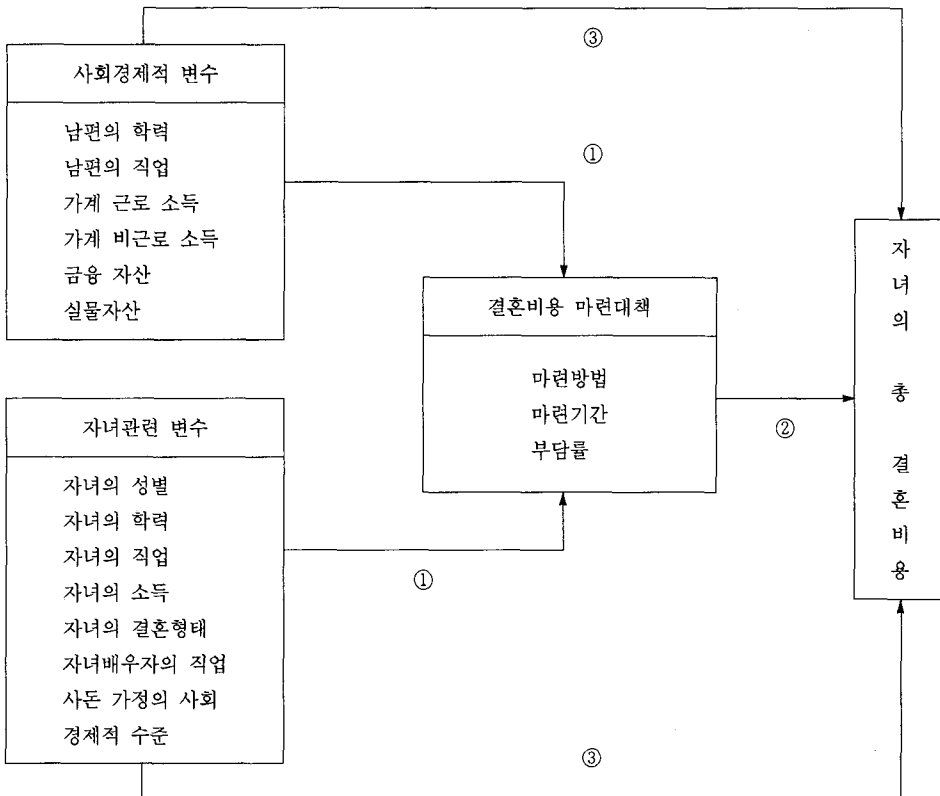 ③
사회경제적 변수
남편의 학력
남편의 직업
가계 근로 소득
가계 비근로 소득
금융 자산
실물자산
①
결혼비용 마련대책
마련방법
마련기간
부담률
②
자녀의 총 결혼비용
자녀관련 변수
자녀의 성별
자녀의 학력
자녀의 직업
자녀의 소득
자녀의 결혼형태
자녀배우자의 직업
사돈 가정의 사회
경제적 수준
①
③